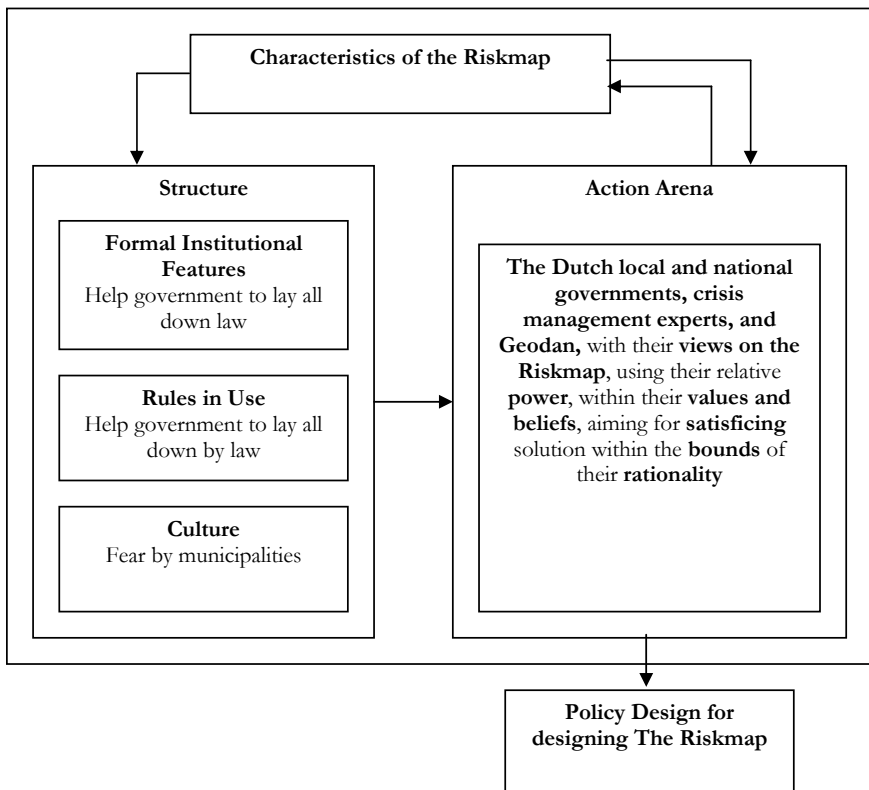 Characteristics of the Riskmap
Structure
Formal Institutional
Features
Help government to lay all
down law
Rules in Use
Help government to lay all
down by law
Culture
Fear by municipalities
Action Arena
The Dutch local and national
governments, crisis
management experts, and
Geodan, with their views on the
Riskmap, using their relative
power, within their values and
beliefs, aiming for satisficing
solution within the bounds of
their rationality
Policy Design for
designing The Riskmap